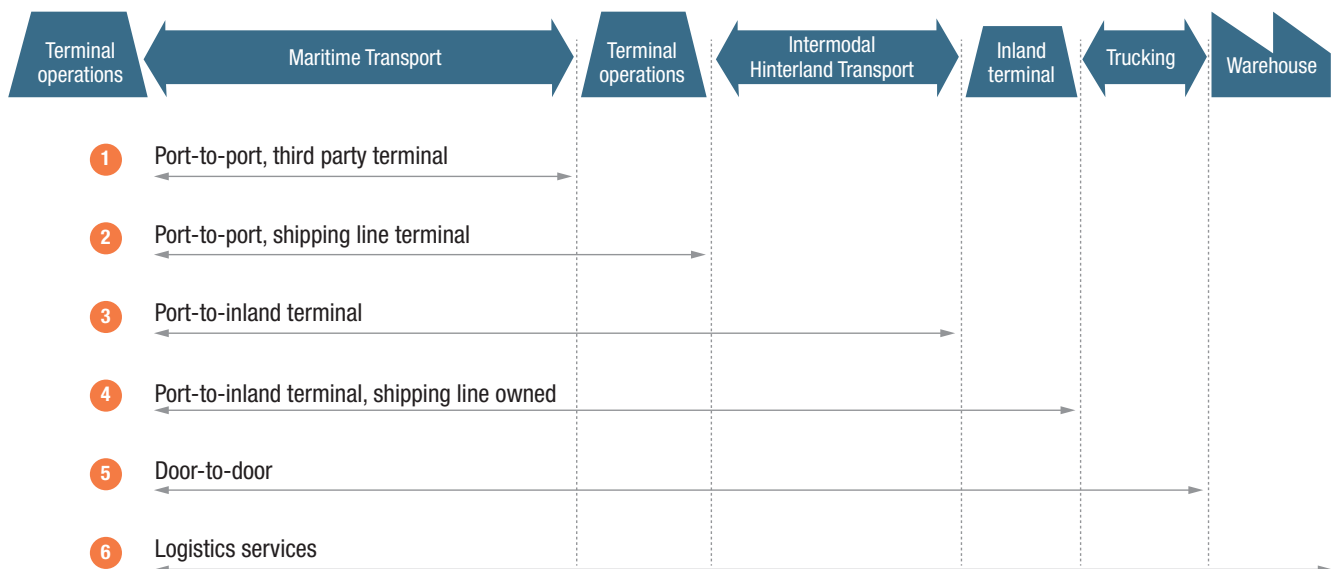 Terminal
operations
Maritime Transport
Terminal
operations
Intermodal
Hinterland Transport
Inland
terminal
Trucking
Warehouse
1 Port-to-port, third party terminal
2 Port-to-port, shipping line terminal
3 Port-to-inland terminal
4 Port-to-inland terminal, shipping line owned
5 Door-to-door
6 Logistics services